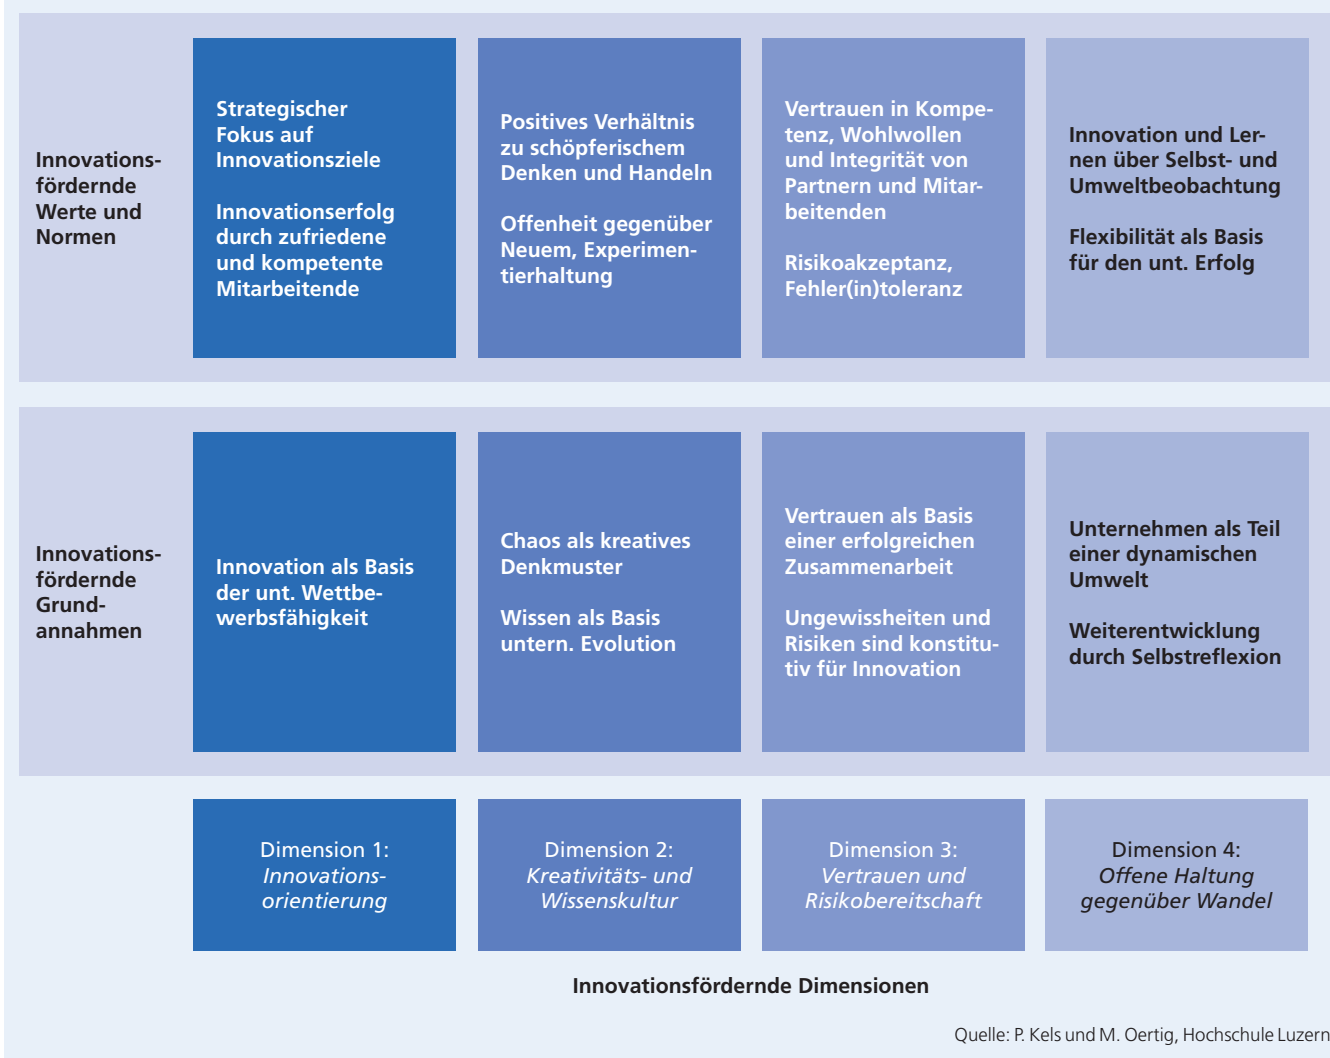 Innovations-
fördernde
Werte und
Normen
Strategischer
Fokus auf
Innovationsziele
Innovationserfolg
durch zufriedene
und kompetente
Mitarbeitende
Positives Verhältnis
zu schöpferischem
Denken und Handeln
Offenheit gegenüber
Neuem, Experimen-
tierhaltung
Vertrauen in Kompe-
tenz, Wohlwollen
und Integrität von
Partnern und Mitar-
beitenden
Risikoakzeptanz,
Fehler(in)toleranz
Innovation und Ler-
nen über Selbst- und
Umweltbeobachtung
Flexibilität als Basis
für den unt. Erfolg
Innovations-
fördernde
Grund-
annahmen
Innovation als Basis
der unt. Wettbe-
werbsfähigkeit
Chaos als kreatives
Denkmuster
Wissen als Basis
untern. Evolution
Vertrauen als Basis
einer erfolgreichen
Zusammenarbeit
Ungewissheiten und
Risiken sind konstitu-
tiv für Innovation
Unternehmen als Teil
einer dynamischen
Umwelt
Weiterentwicklung
durch Selbstreflexion
Dimension 1:
Innovations-
orientierung
Dimension 2:
Kreativitäts- und
Wissenskultur
Dimension 3:
Vertrauen und
Risikobereitschaft
Dimension 4:
Offene Haltung
gegenüber Wandel
Innovationsfördernde Dimensionen
Quelle: P. Kels und M. Oertig, Hochschule Luzern